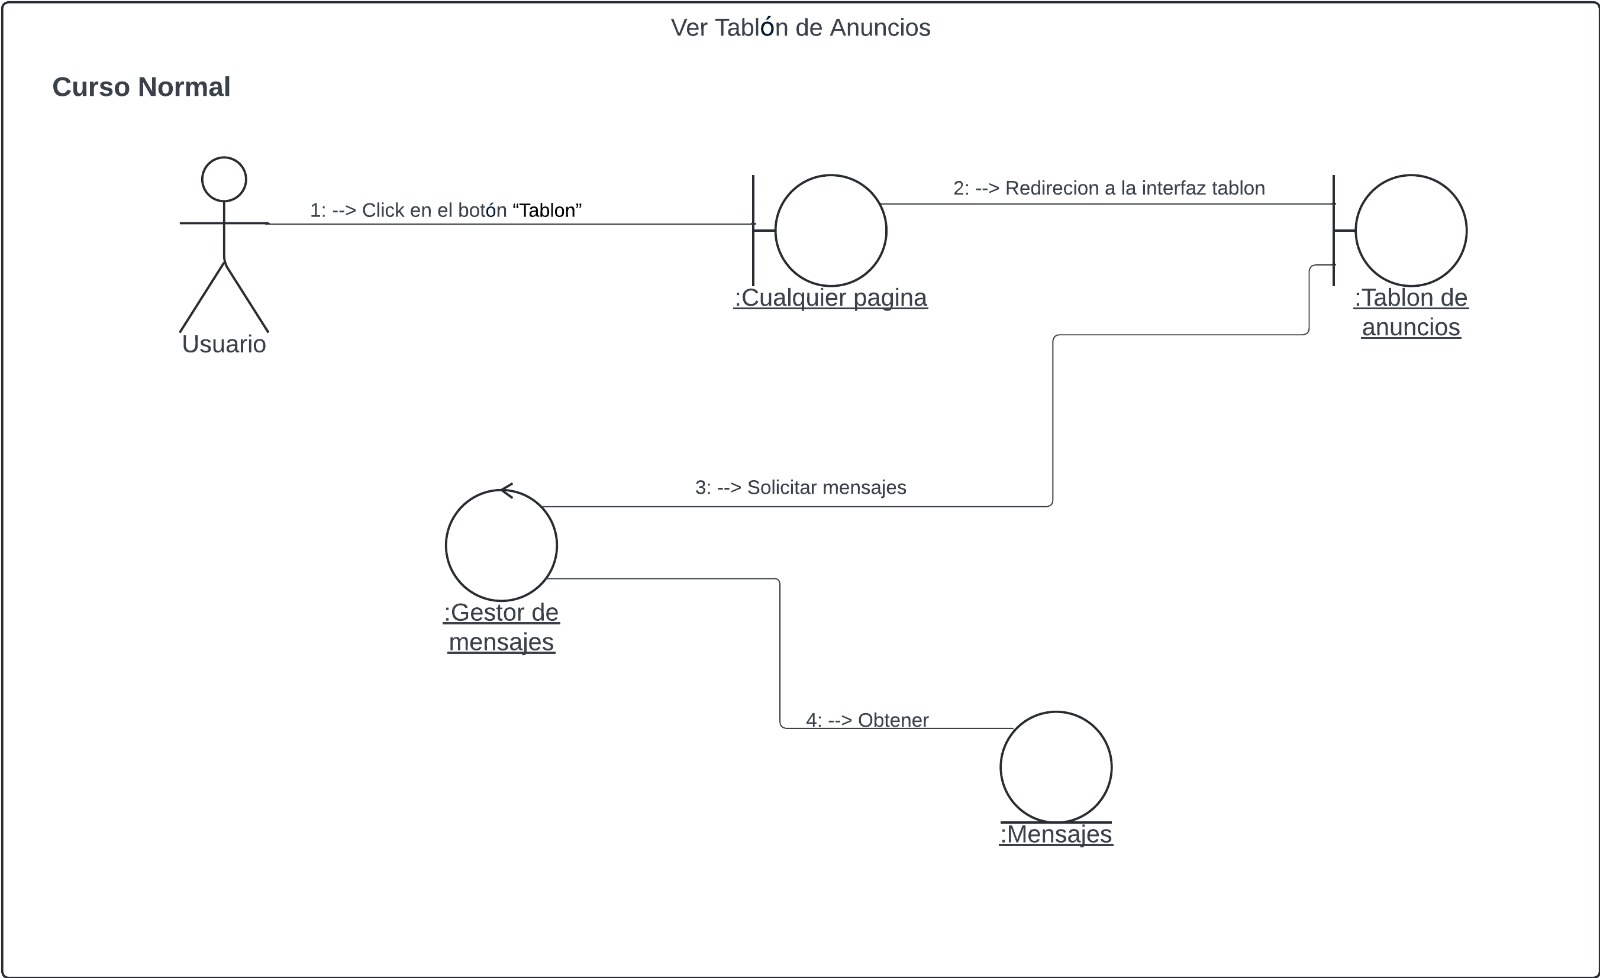 Ver Tablón de Anuncios
Curso Normal
1: --> Click en el botón “Tablon”
2: --> Redirecion a la interfaz tablon
:Cualquier pagina
:Tablon de
anuncios
Usuario
3: --> Solicitar mensajes
:Gestor de
mensajes
4: --> Obtener
:Mensajes